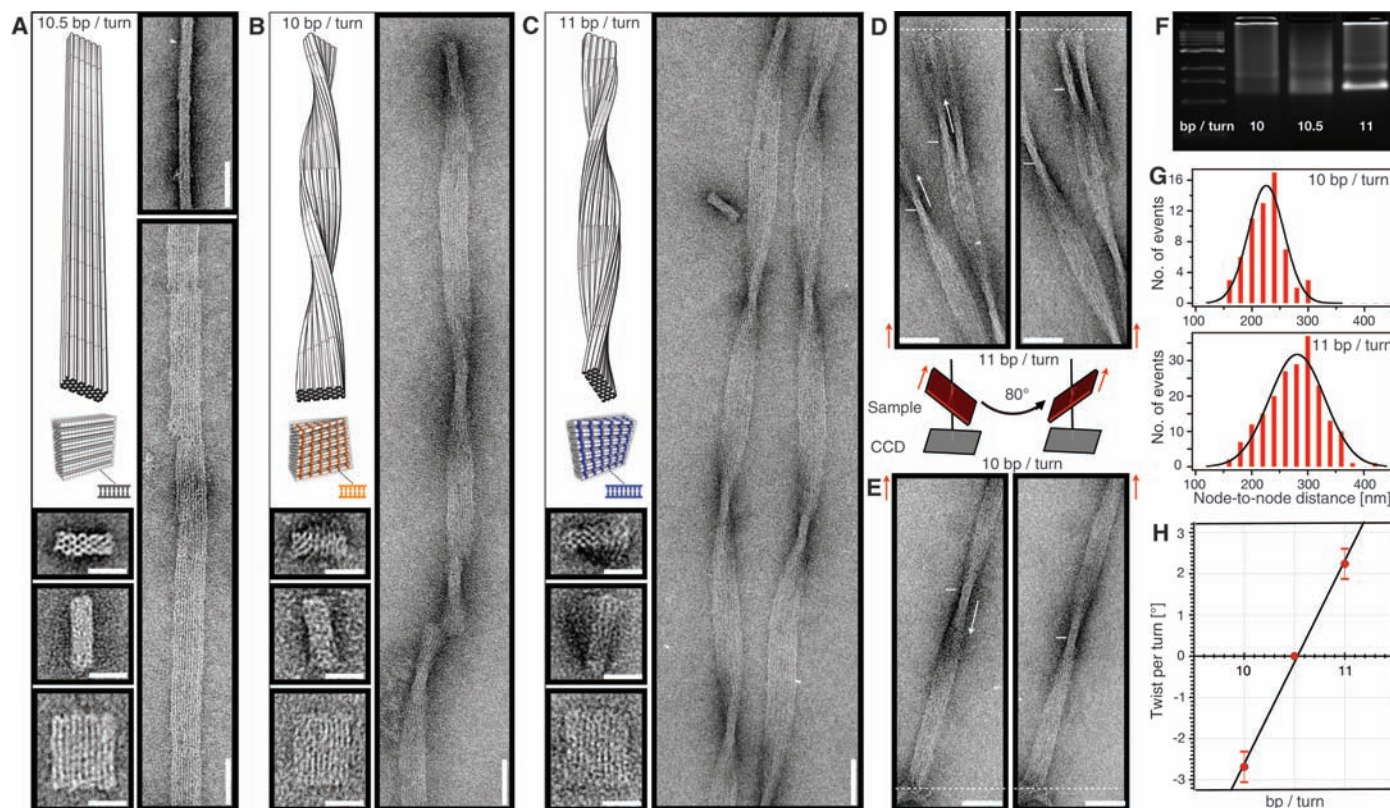 A
10.5 bp / turn
B
10 bp / turn
C
11 bp / turn
D
11 bp / turn
Sample
80°
CCD
10 bp / turn
E
F
bp / turn 10 10.5 11
G
10 bp / turn
No. of events
16
12
8
4
0
100 200 300 400
11 bp / turn
No. of events
30
20
10
0
100 200 300 400
Node-to-node distance [nm]
H
Twist per turn [°]
3
2
1
0
-1
-2
-3
10 11
bp / turn